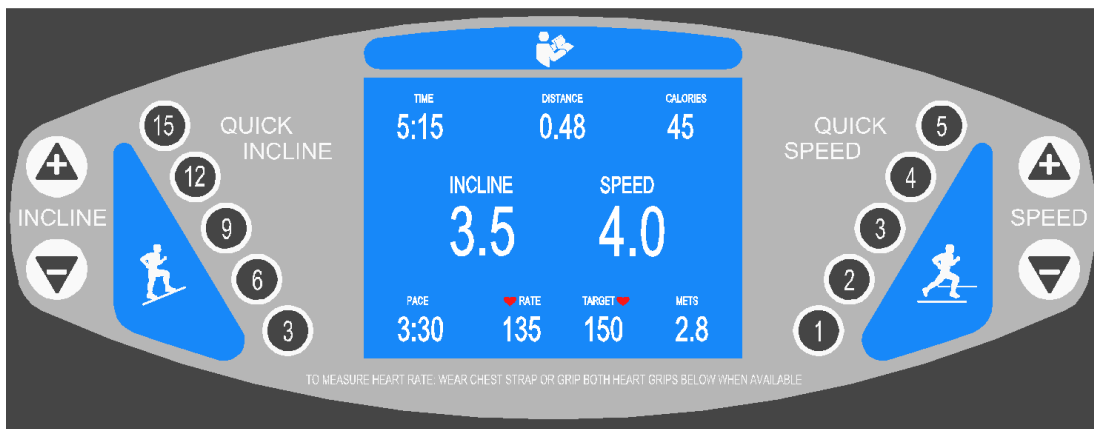 TIME DISTANCE CALORIES
5:15 0.48 45
INCLINE SPEED
3.5 4.0
PACE RATE TARGET METS
3:30 135 150 2.8
15
QUICK
INCLINE
12
9
6
3
+
INCLINE
−
QUICK
SPEED
5
4
3
2
1
+
SPEED
−
TO MEASURE HEART RATE: WEAR CHEST STRAP OR GRIP BOTH HEART GRIPS BELOW WHEN AVAILABLE